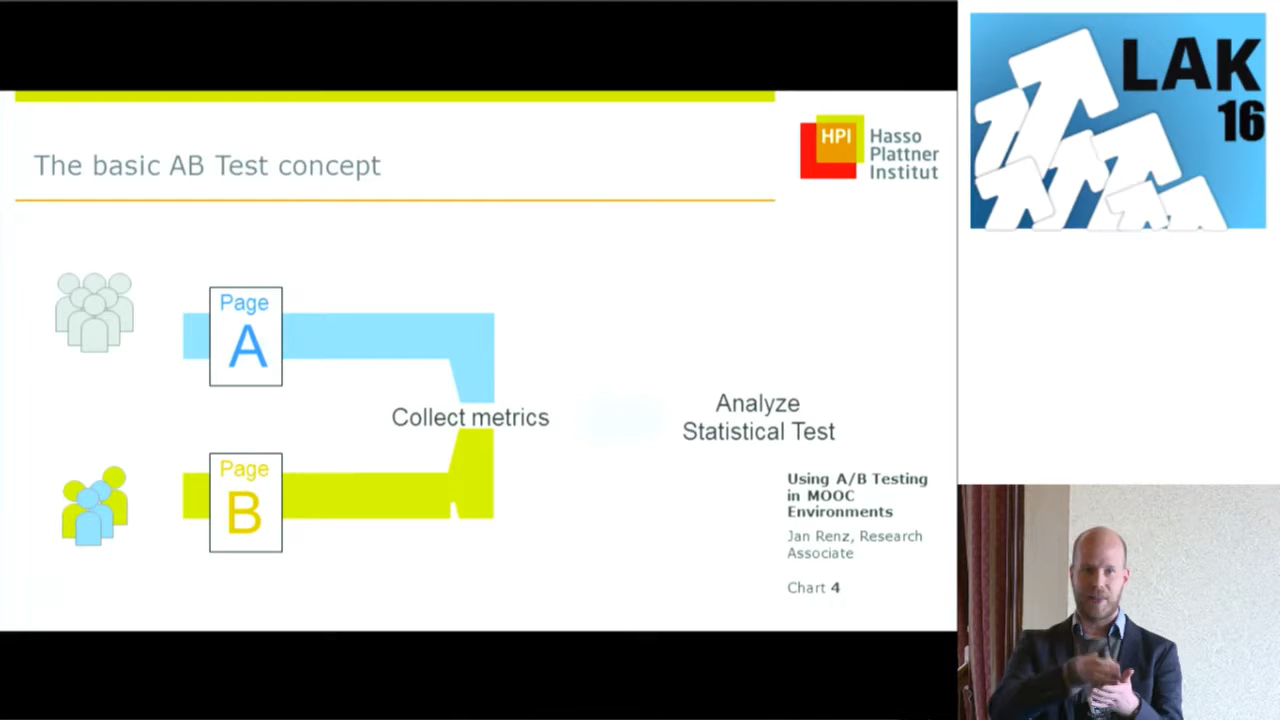 The basic AB Test concept
HPI
Hasso
Plattner
Institut
LAK
16
Page
A
Collect metrics
Analyze
Statistical Test
Page
B
Using A/B Testing
in MOOC
Environments
Jan Renz, Research
Associate
Chart 4